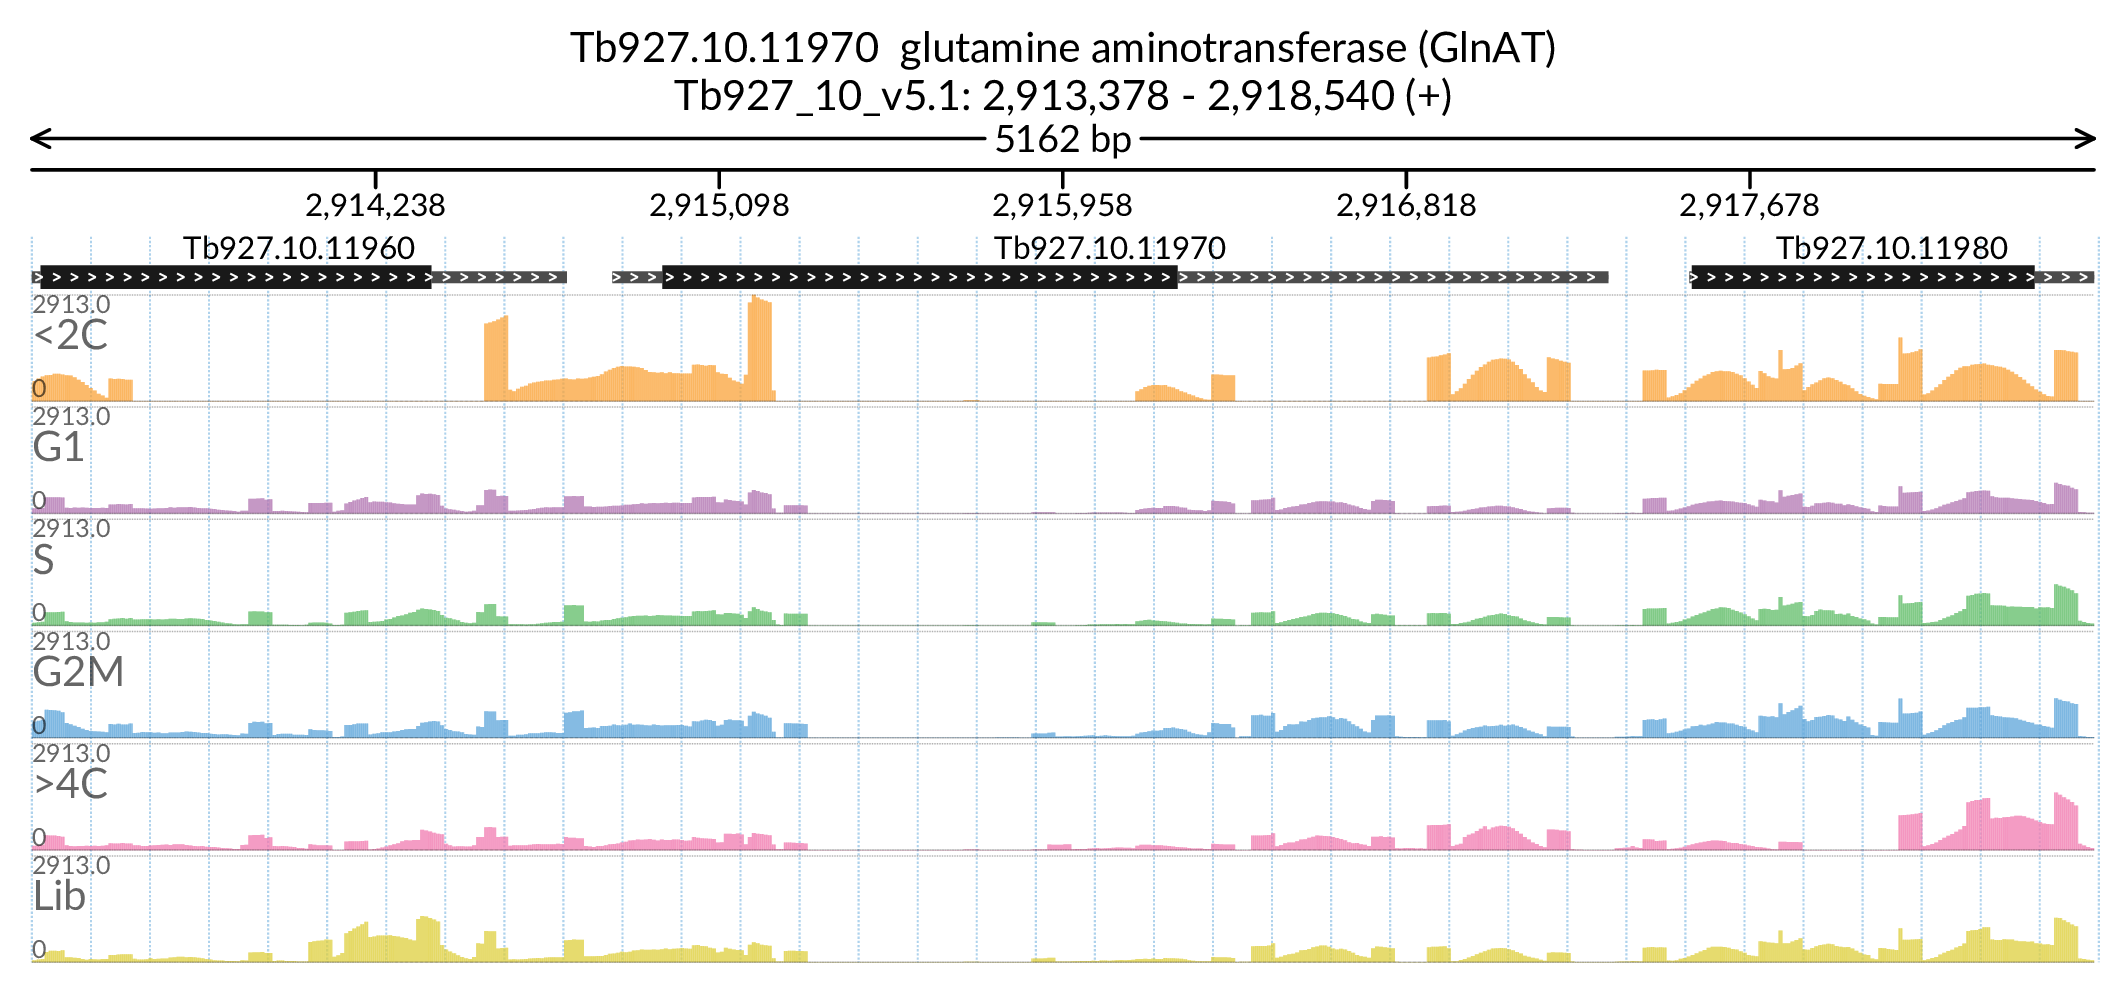 Tb927.10.11970 glutamine aminotransferase (GlnAT)
Tb927_10_v5.1: 2,913,378 - 2,918,540 (+)
5162 bp
2,914,238 2,915,098 2,915,958 2,916,818 2,917,678
Tb927.10.11960 Tb927.10.11970 Tb927.10.11980
2913.0
<2C
0
2913.0
G1
0
2913.0
S
0
2913.0
G2M
0
2913.0
>4C
0
2913.0
Lib
0